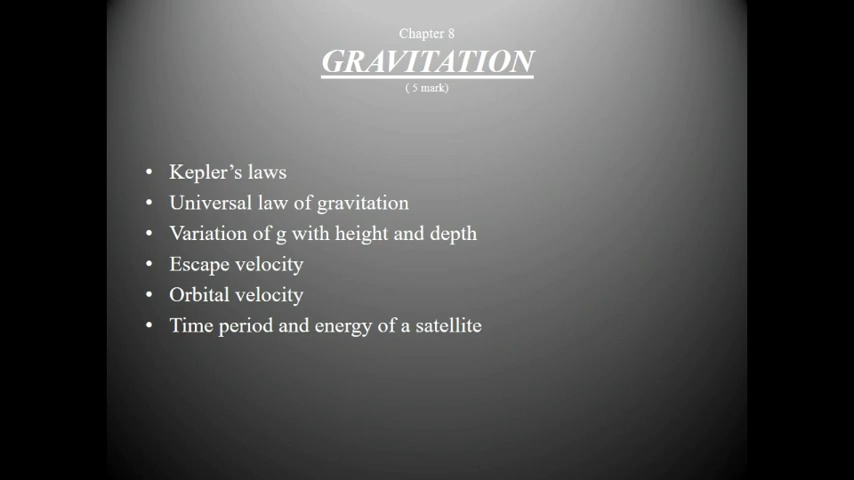 Chapter 8
GRAVITATION
( 5 mark)
• Kepler’s laws
• Universal law of gravitation
• Variation of g with height and depth
• Escape velocity
• Orbital velocity
• Time period and energy of a satellite